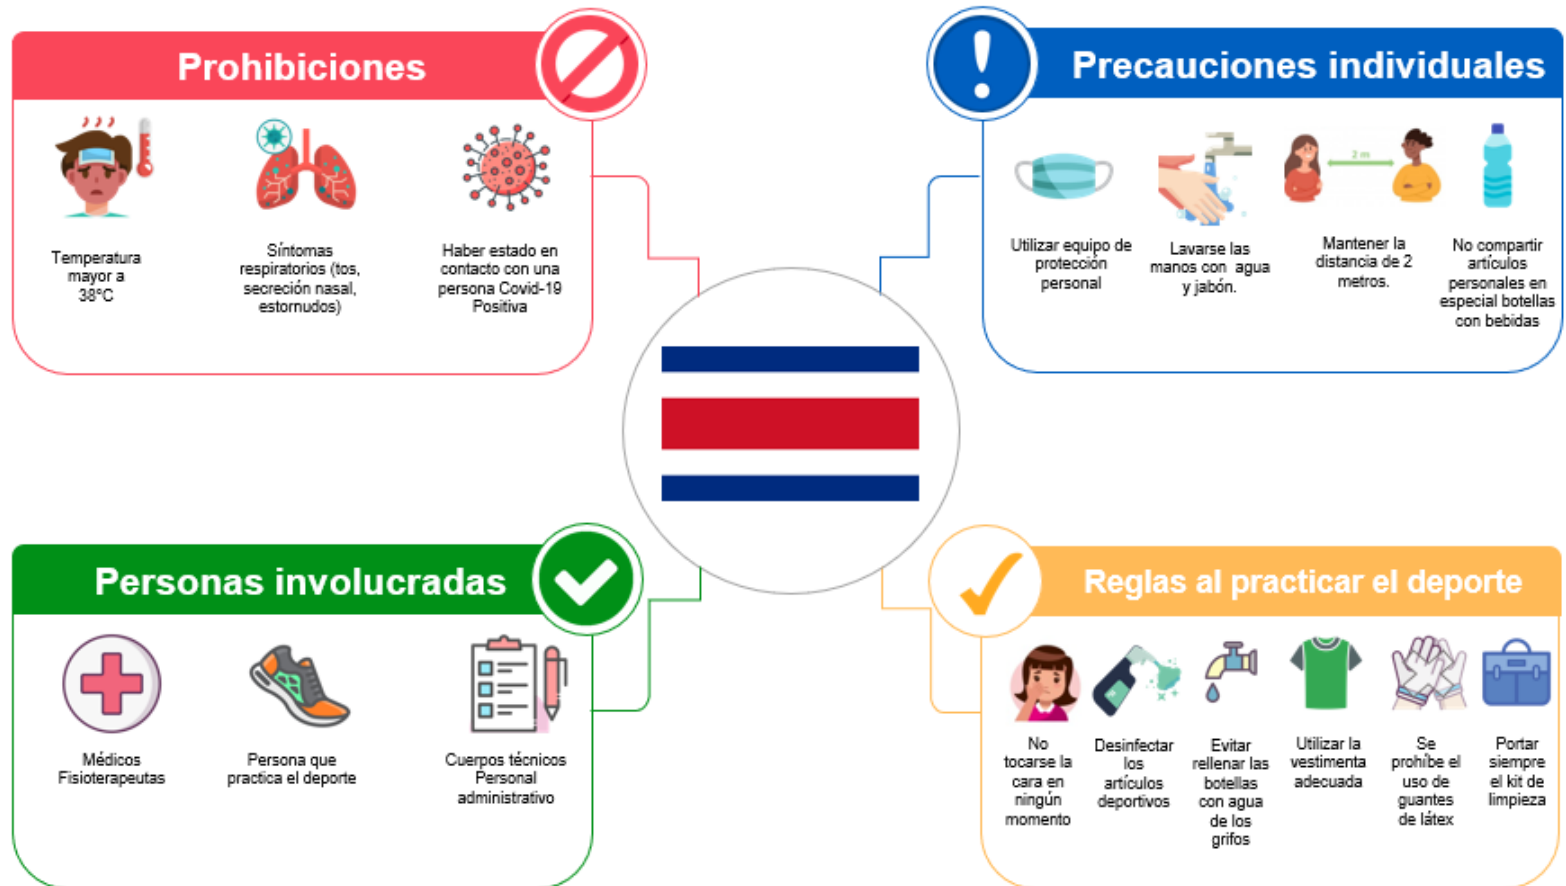 Prohibiciones
Temperatura
mayor a
38°C
Síntomas
respiratorios (tos,
secreción nasal,
estornudos)
Haber estado en
contacto con una
persona Covid-19
Positiva
Precauciones individuales
Utilizar equipo de
protección
personal
Lavarse las
manos con agua
y jabón.
2 m
Mantener la
distancia de 2
metros.
No compartir
artículos
personales en
especial botellas
con bebidas
Personas involucradas
Médicos
Fisioterapeutas
Persona que
practica el deporte
Cuerpos técnicos
Personal
administrativo
Reglas al practicar el deporte
No
tocarse la
cara en
ningún
momento
Desinfectar
los
artículos
deportivos
Evitar
rellenar las
botellas
con agua
de los
grifos
Utilizar la
vestimenta
adecuada
Se
prohíbe el
uso de
guantes
de látex
Portar
siempre
el kit de
limpieza